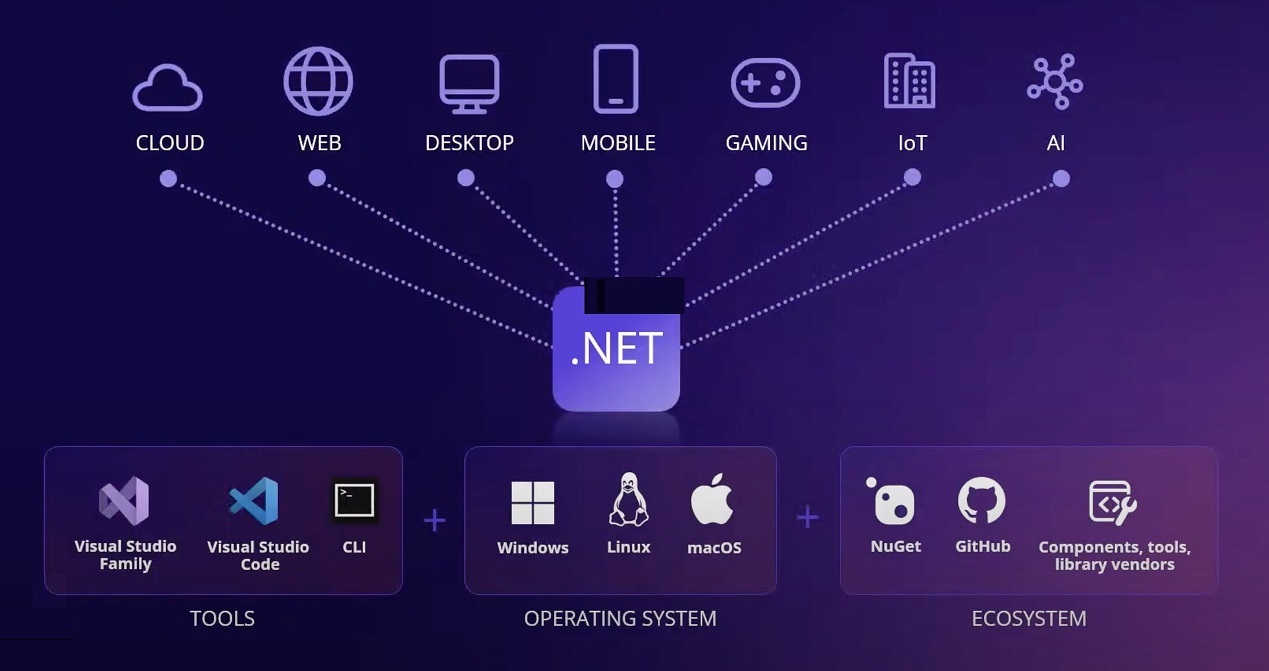 CLOUD
WEB
DESKTOP
MOBILE
GAMING
IoT
AI
.NET
>_
Visual Studio
Family
Visual Studio
Code
CLI
Windows
Linux
macOS
NuGet
GitHub
Components, tools,
library vendors
TOOLS
OPERATING SYSTEM
ECOSYSTEM